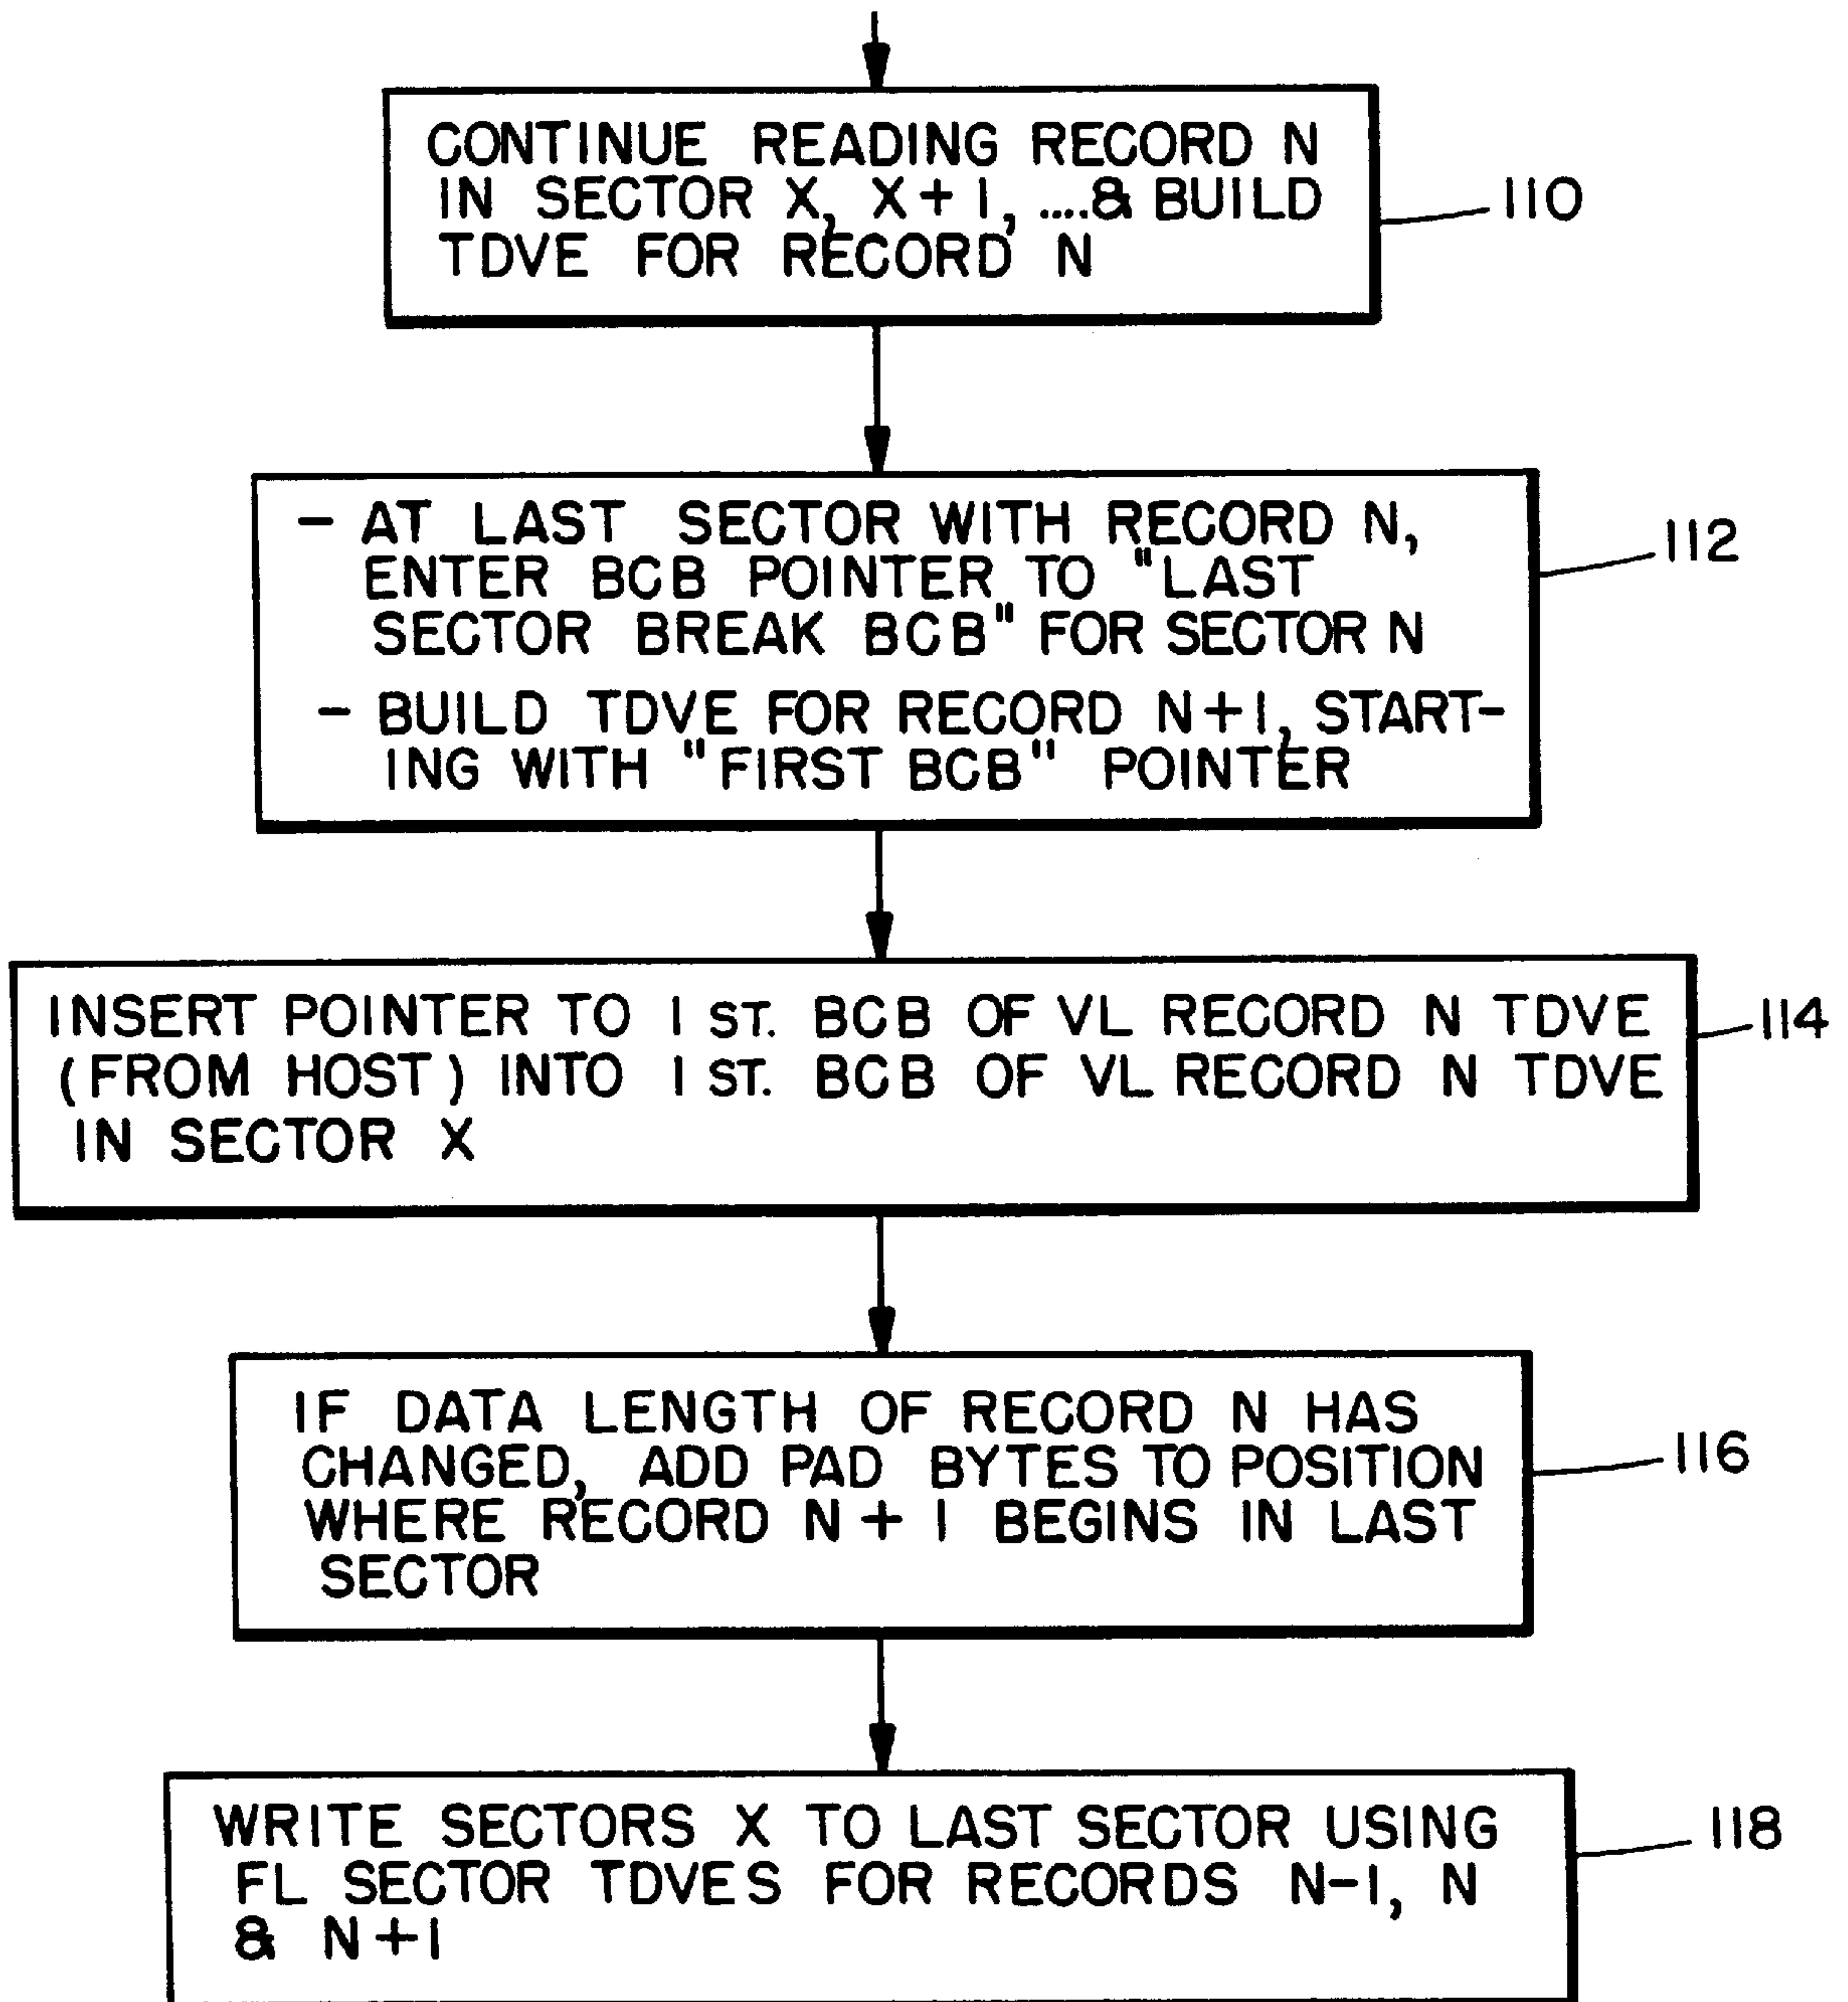 CONTINUE READING RECORD N
IN SECTOR X, X+1, ....& BUILD
TDVE FOR RECORD N
110
- AT LAST SECTOR WITH RECORD N,
ENTER BCB POINTER TO "LAST
SECTOR BREAK BCB" FOR SECTOR N
- BUILD TDVE FOR RECORD N+1, START-
ING WITH "FIRST BCB" POINTER
112
INSERT POINTER TO 1 ST. BCB OF VL RECORD N TDVE
(FROM HOST) INTO 1 ST. BCB OF VL RECORD N TDVE
IN SECTOR X
114
IF DATA LENGTH OF RECORD N HAS
CHANGED, ADD PAD BYTES TO POSITION
WHERE RECORD N + 1 BEGINS IN LAST
SECTOR
116
WRITE SECTORS X TO LAST SECTOR USING
FL SECTOR TDVES FOR RECORDS N-1, N
& N+1
118